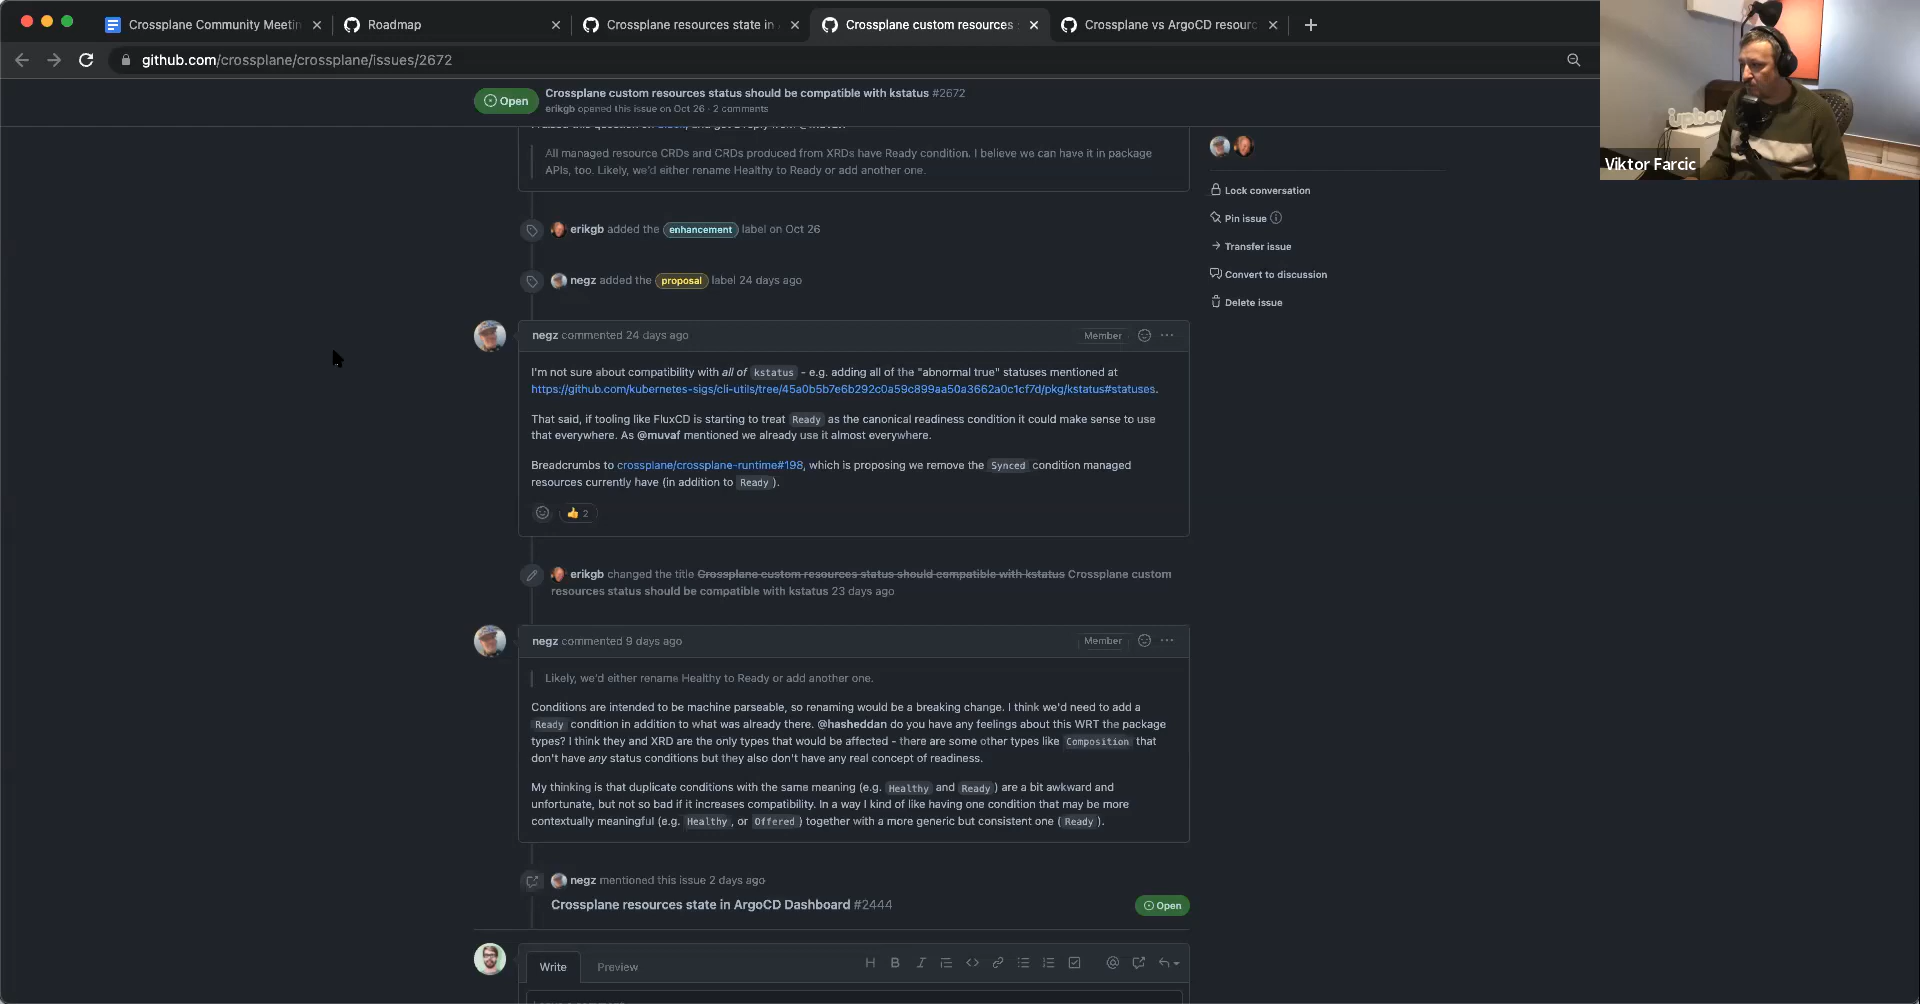 Crossplane Community Meetin
Roadmap
Crossplane resources state in
Crossplane custom resources
Crossplane vs ArgoCD resourc
github.com/crossplane/crossplane/issues/2672
Open
Crossplane custom resources status should be compatible with kstatus #2672
erikgb opened this issue on Oct 26 · 2 comments
All managed resource CRDs and CRDs produced from XRDs have Ready condition. I believe we can have it in package
APIs, too. Likely, we'd either rename Healthy to Ready or add another one.
erikgb added the enhancement label on Oct 26
negz added the proposal label 24 days ago
negz commented 24 days ago
Member
I'm not sure about compatibility with all of kstatus - e.g. adding all of the "abnormal true" statuses mentioned at
https://github.com/kubernetes-sigs/cli-utils/tree/45a0b5b7e6b292c0a59c899aa50a3662a0c1cf7d/pkg/kstatus#statuses.
That said, if tooling like FluxCD is starting to treat Ready as the canonical readiness condition it could make sense to use
that everywhere. As @muvaf mentioned we already use it almost everywhere.
Breadcrumbs to crossplane/crossplane-runtime#198, which is proposing we remove the Synced condition managed
resources currently have (in addition to Ready).
2
erikgb changed the title Crossplane custom resources status should compatible with kstatus Crossplane custom
resources status should be compatible with kstatus 23 days ago
negz commented 9 days ago
Member
Likely, we'd either rename Healthy to Ready or add another one.
Conditions are intended to be machine parseable, so renaming would be a breaking change. I think we'd need to add a
Ready condition in addition to what was already there. @hasheddan do you have any feelings about this WRT the package
types? I think they and XRD are the only types that would be affected - there are some other types like Composition that
don't have any status conditions but they also don't have any real concept of readiness.
My thinking is that duplicate conditions with the same meaning (e.g. Healthy and Ready) are a bit awkward and
unfortunate, but not so bad if it increases compatibility. In a way I kind of like having one condition that may be more
contextually meaningful (e.g. Healthy, or Offered) together with a more generic but consistent one (Ready).
negz mentioned this issue 2 days ago
Crossplane resources state in ArgoCD Dashboard #2444
Open
Write
Preview
Lock conversation
Pin issue
Transfer issue
Convert to discussion
Delete issue
upbou
Viktor Farcic